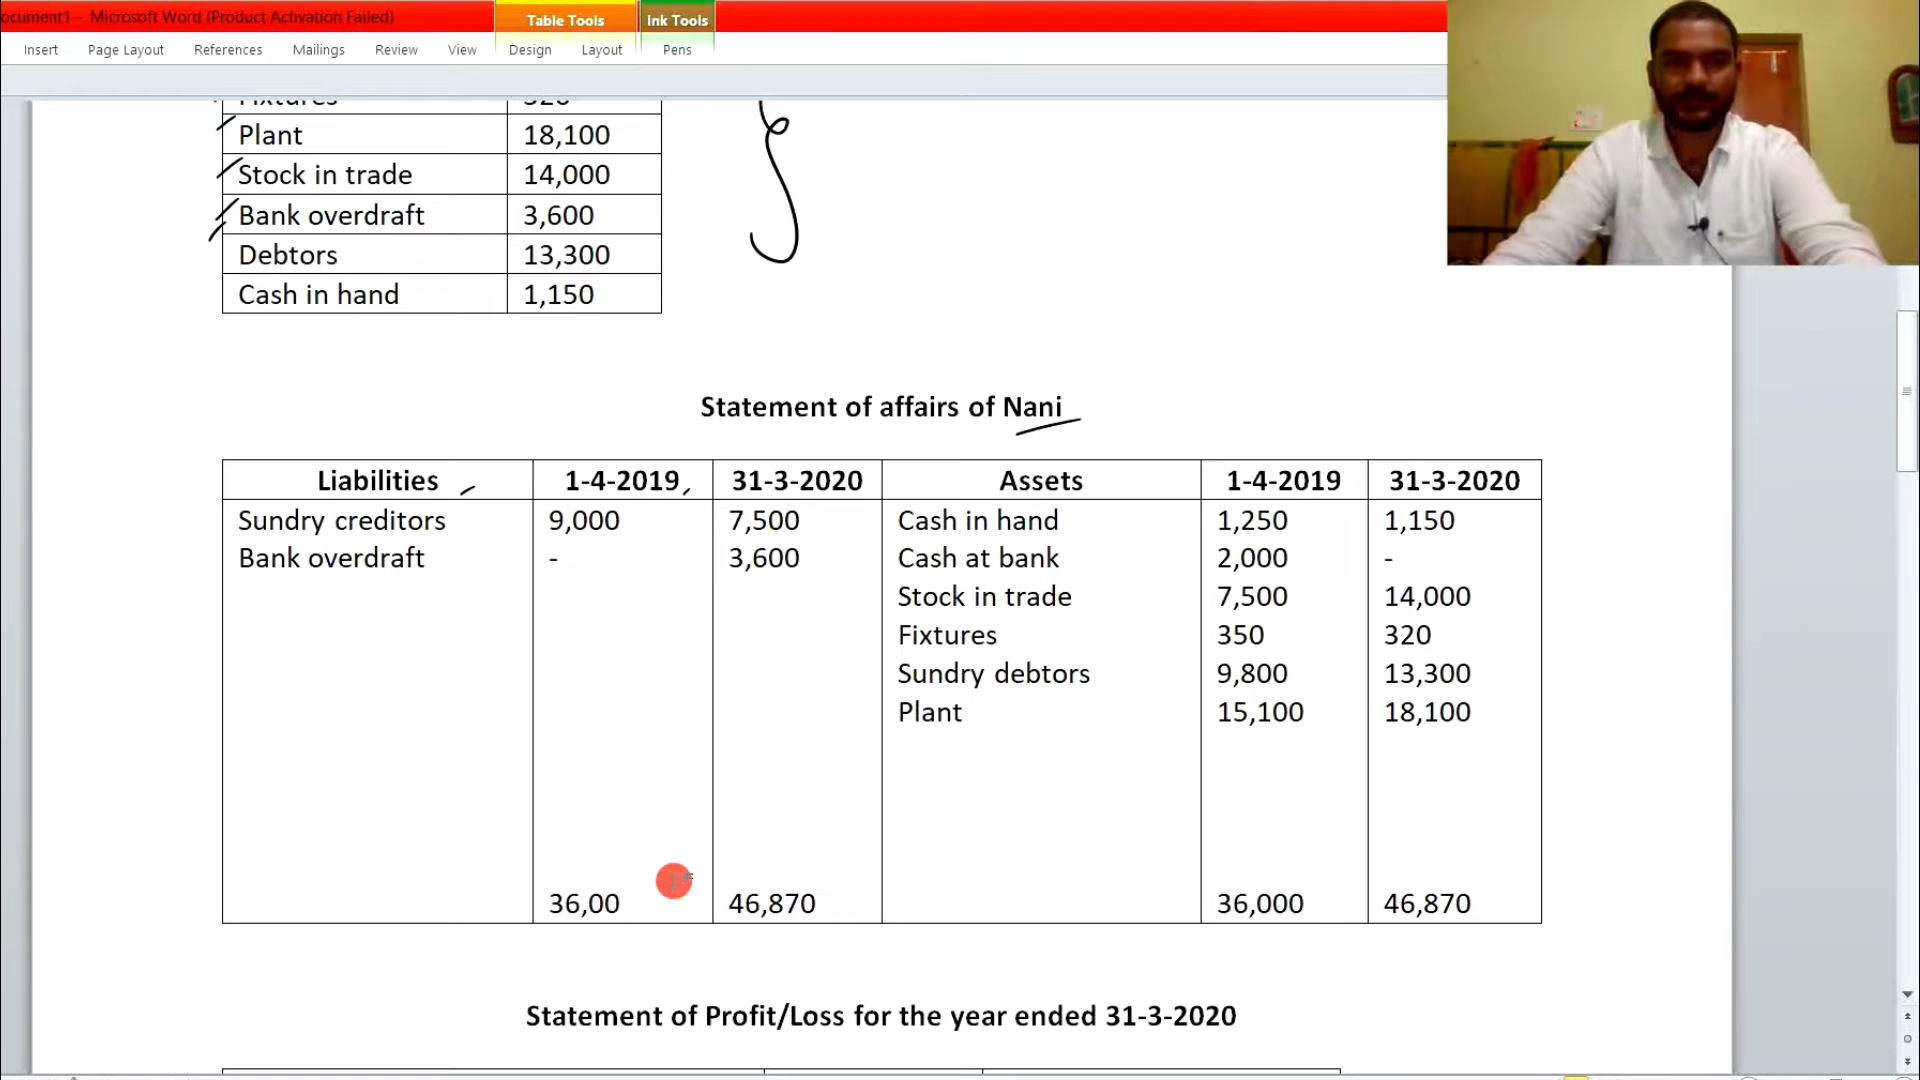 ocument1 - Microsoft Word (Product Activation Failed)
Table Tools
Ink Tools
Insert Page Layout References Mailings Review View Design Layout Pens
Fixtures 320
Plant 18,100
Stock in trade 14,000
Bank overdraft 3,600
Debtors 13,300
Cash in hand 1,150
Statement of affairs of Nani
Liabilities 1-4-2019 31-3-2020 Assets 1-4-2019 31-3-2020
Sundry creditors 9,000 7,500 Cash in hand 1,250 1,150
Bank overdraft - 3,600 Cash at bank 2,000 -
Stock in trade 7,500 14,000
Fixtures 350 320
Sundry debtors 9,800 13,300
Plant 15,100 18,100
36,00 46,870 36,000 46,870
Statement of Profit/Loss for the year ended 31-3-2020